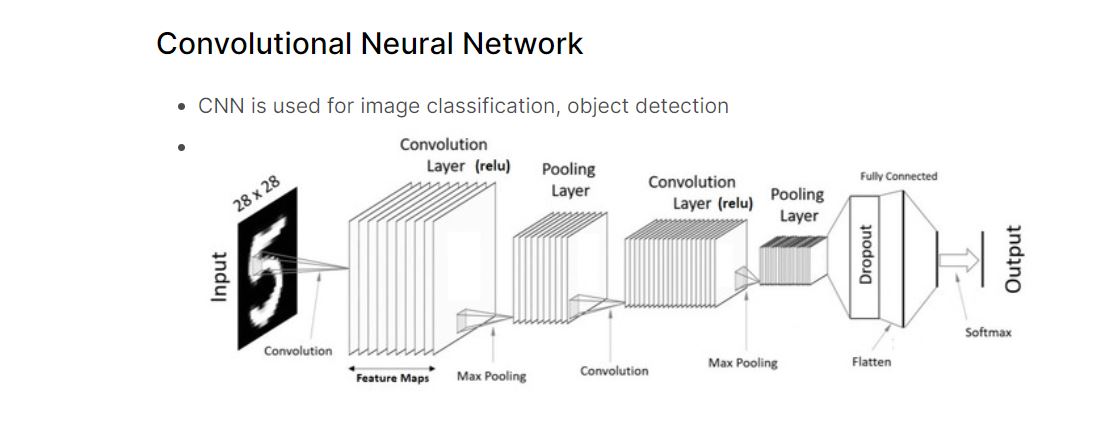 Convolutional Neural Network
• CNN is used for image classification, object detection
•
Convolution
Layer (relu)
Pooling
Layer
Convolution
Layer (relu)
Pooling
Layer
Fully Connected
28 x 28
Input
Dropout
Output
Convolution
Feature Maps
Max Pooling
Convolution
Max Pooling
Flatten
Softmax